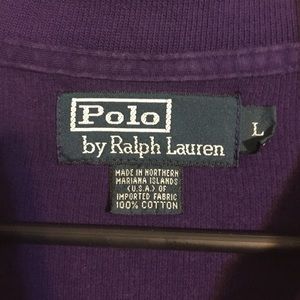 Polo
by Ralph Lauren
L
MADE IN NORTHERN
MARIANA ISLANDS
(U.S.A.) OF
IMPORTED FABRIC
100% COTTON